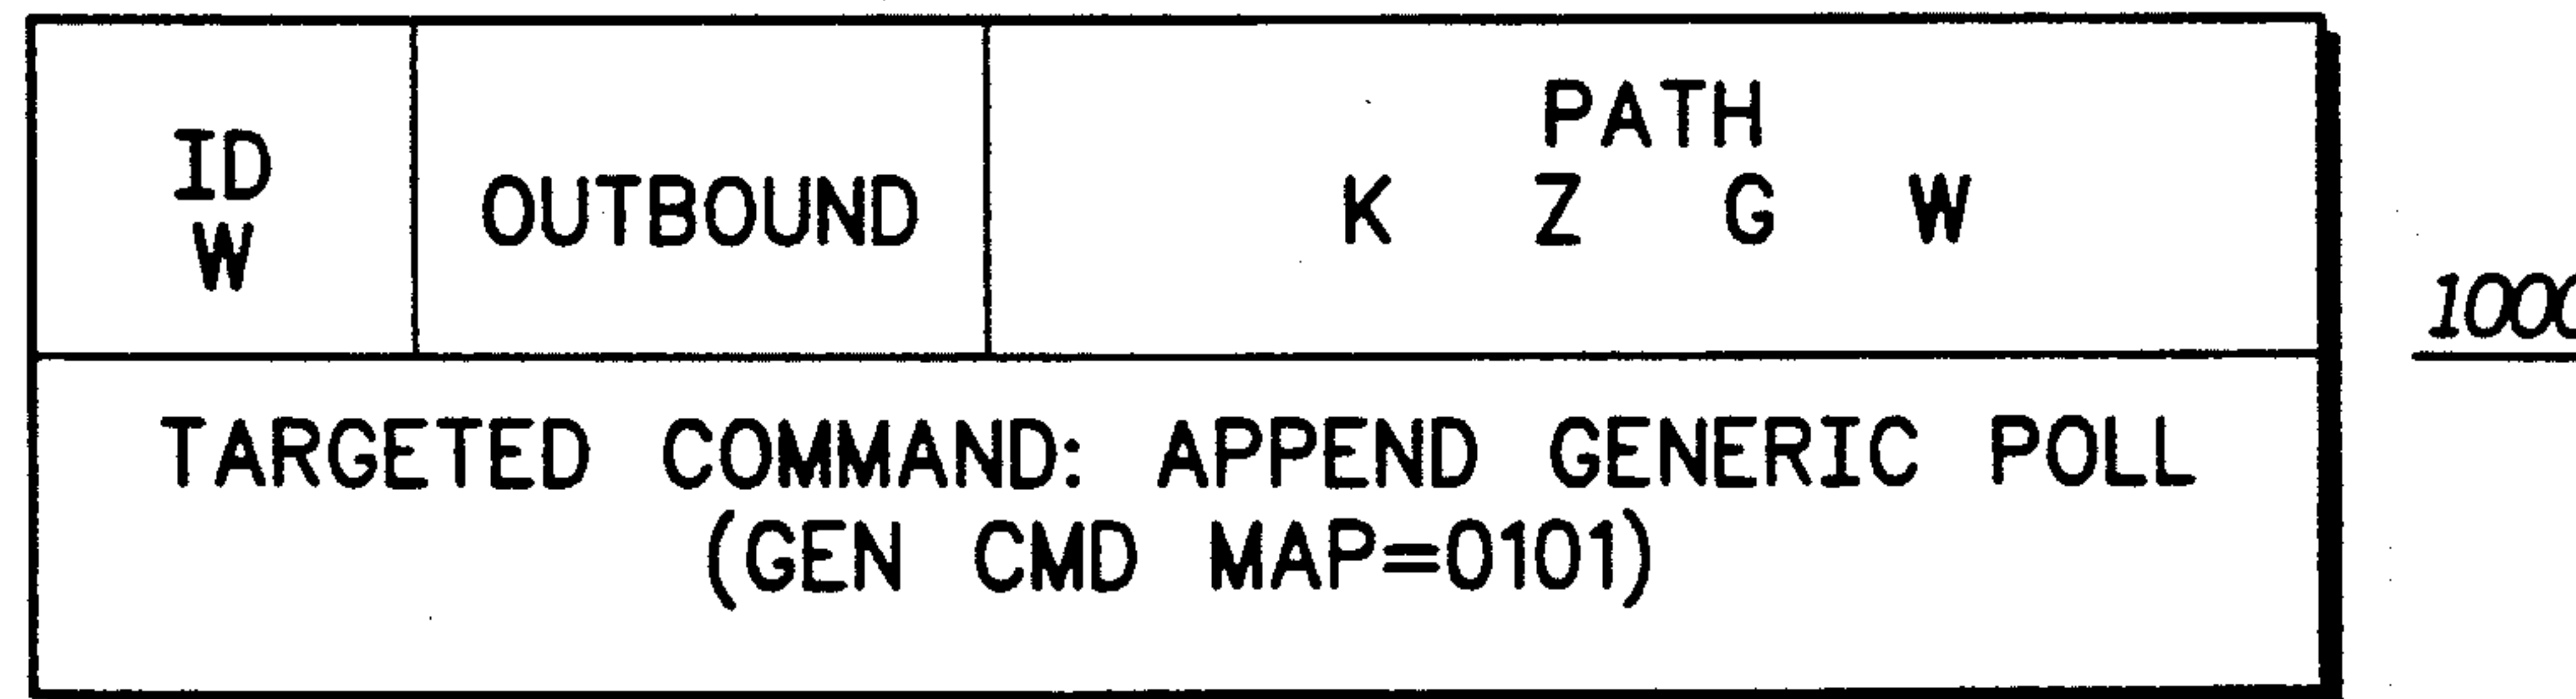 ID
W
OUTBOUND
PATH
K Z G W
TARGETED COMMAND: APPEND GENERIC POLL
(GEN CMD MAP=0101)